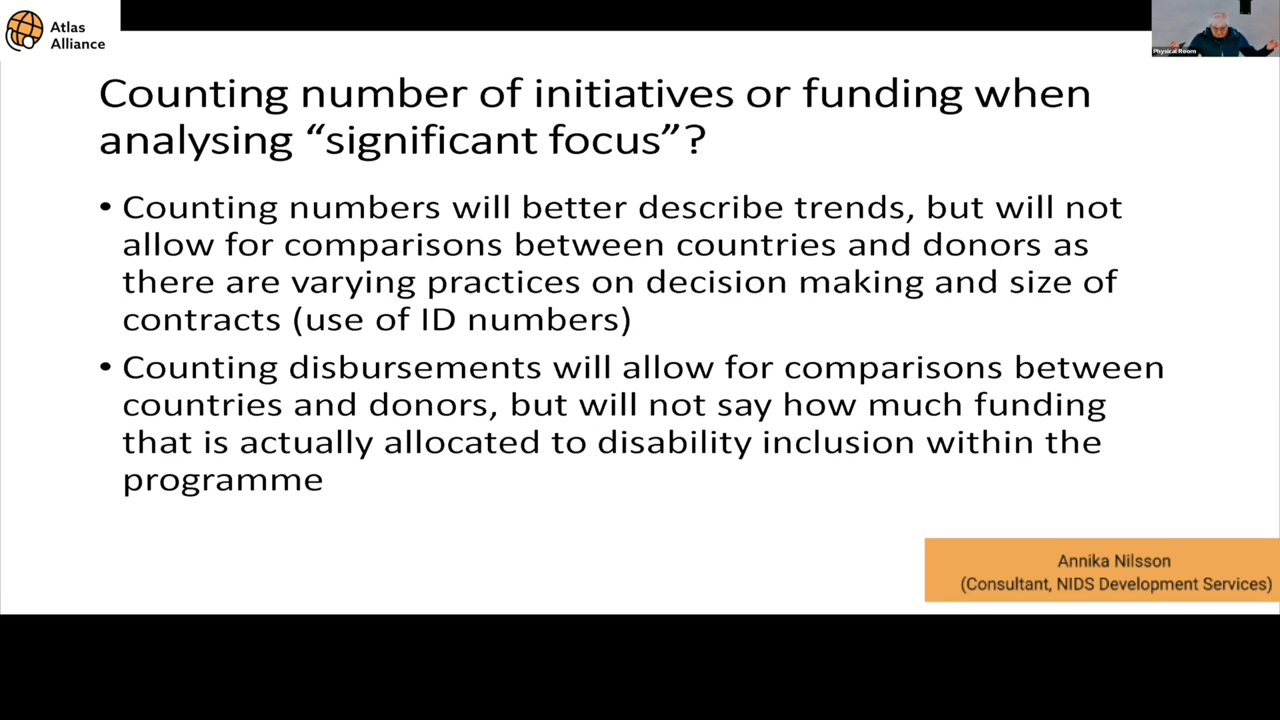 Atlas
Alliance
Physical Room
Counting number of initiatives or funding when
analysing “significant focus”?
• Counting numbers will better describe trends, but will not
allow for comparisons between countries and donors as
there are varying practices on decision making and size of
contracts (use of ID numbers)
• Counting disbursements will allow for comparisons between
countries and donors, but will not say how much funding
that is actually allocated to disability inclusion within the
programme
Annika Nilsson
(Consultant, NIDS Development Services)